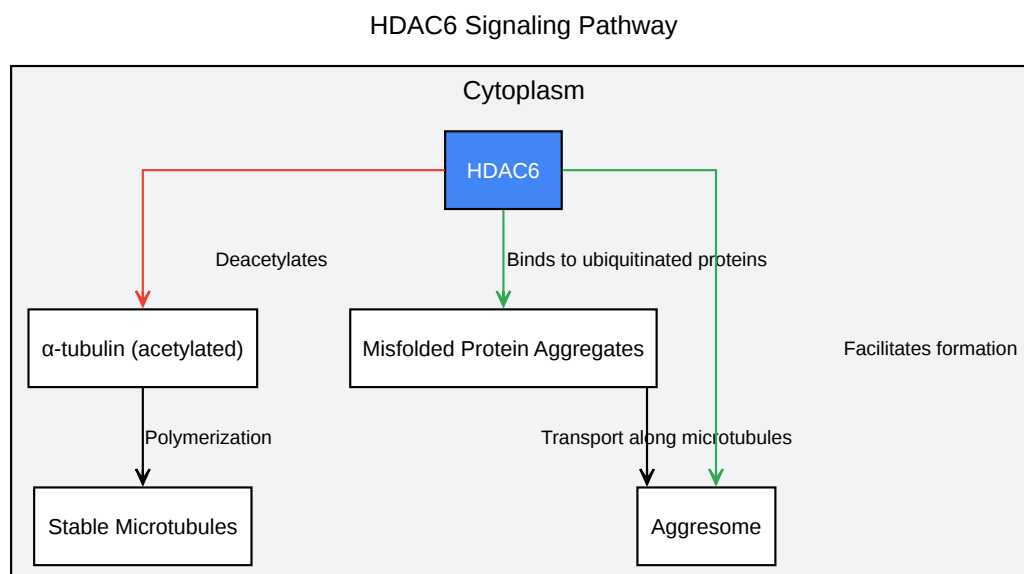 HDAC6 Signaling Pathway
Cytoplasm
HDAC6
Deacetylates
Binds to ubiquitinated proteins
α-tubulin (acetylated)
Misfolded Protein Aggregates
Facilitates formation
Polymerization
Transport along microtubules
Stable Microtubules
Aggresome